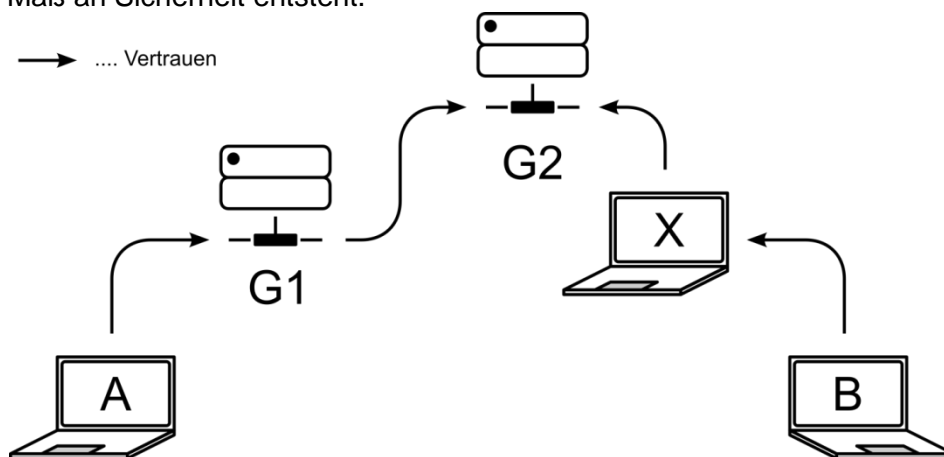 Maß an Sicherheit entsteht.
.... Vertrauen
G2
X
G1
A
B